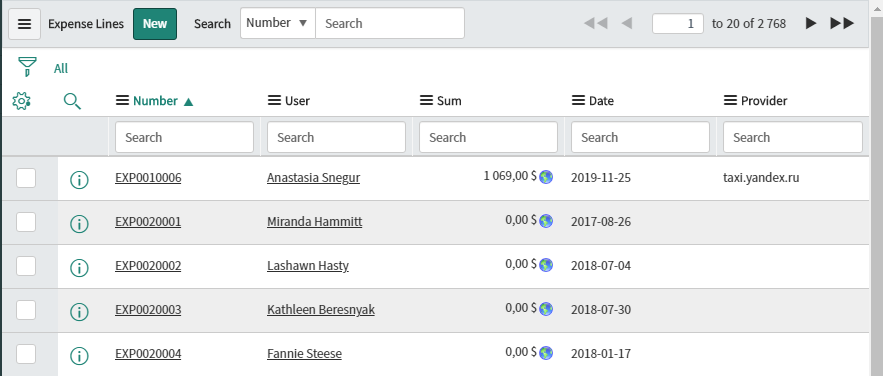 Expense Lines New Search Number Search 1 to 20 of 2 768
All
Number User Sum Date Provider
Search Search Search Search Search
EXP0010006 Anastasia Snegur 1 069,00 $ 2019-11-25 taxi.yandex.ru
EXP0020001 Miranda Hammitt 0,00 $ 2017-08-26
EXP0020002 Lashawn Hasty 0,00 $ 2018-07-04
EXP0020003 Kathleen Beresnyak 0,00 $ 2018-07-30
EXP0020004 Fannie Steese 0,00 $ 2018-01-17